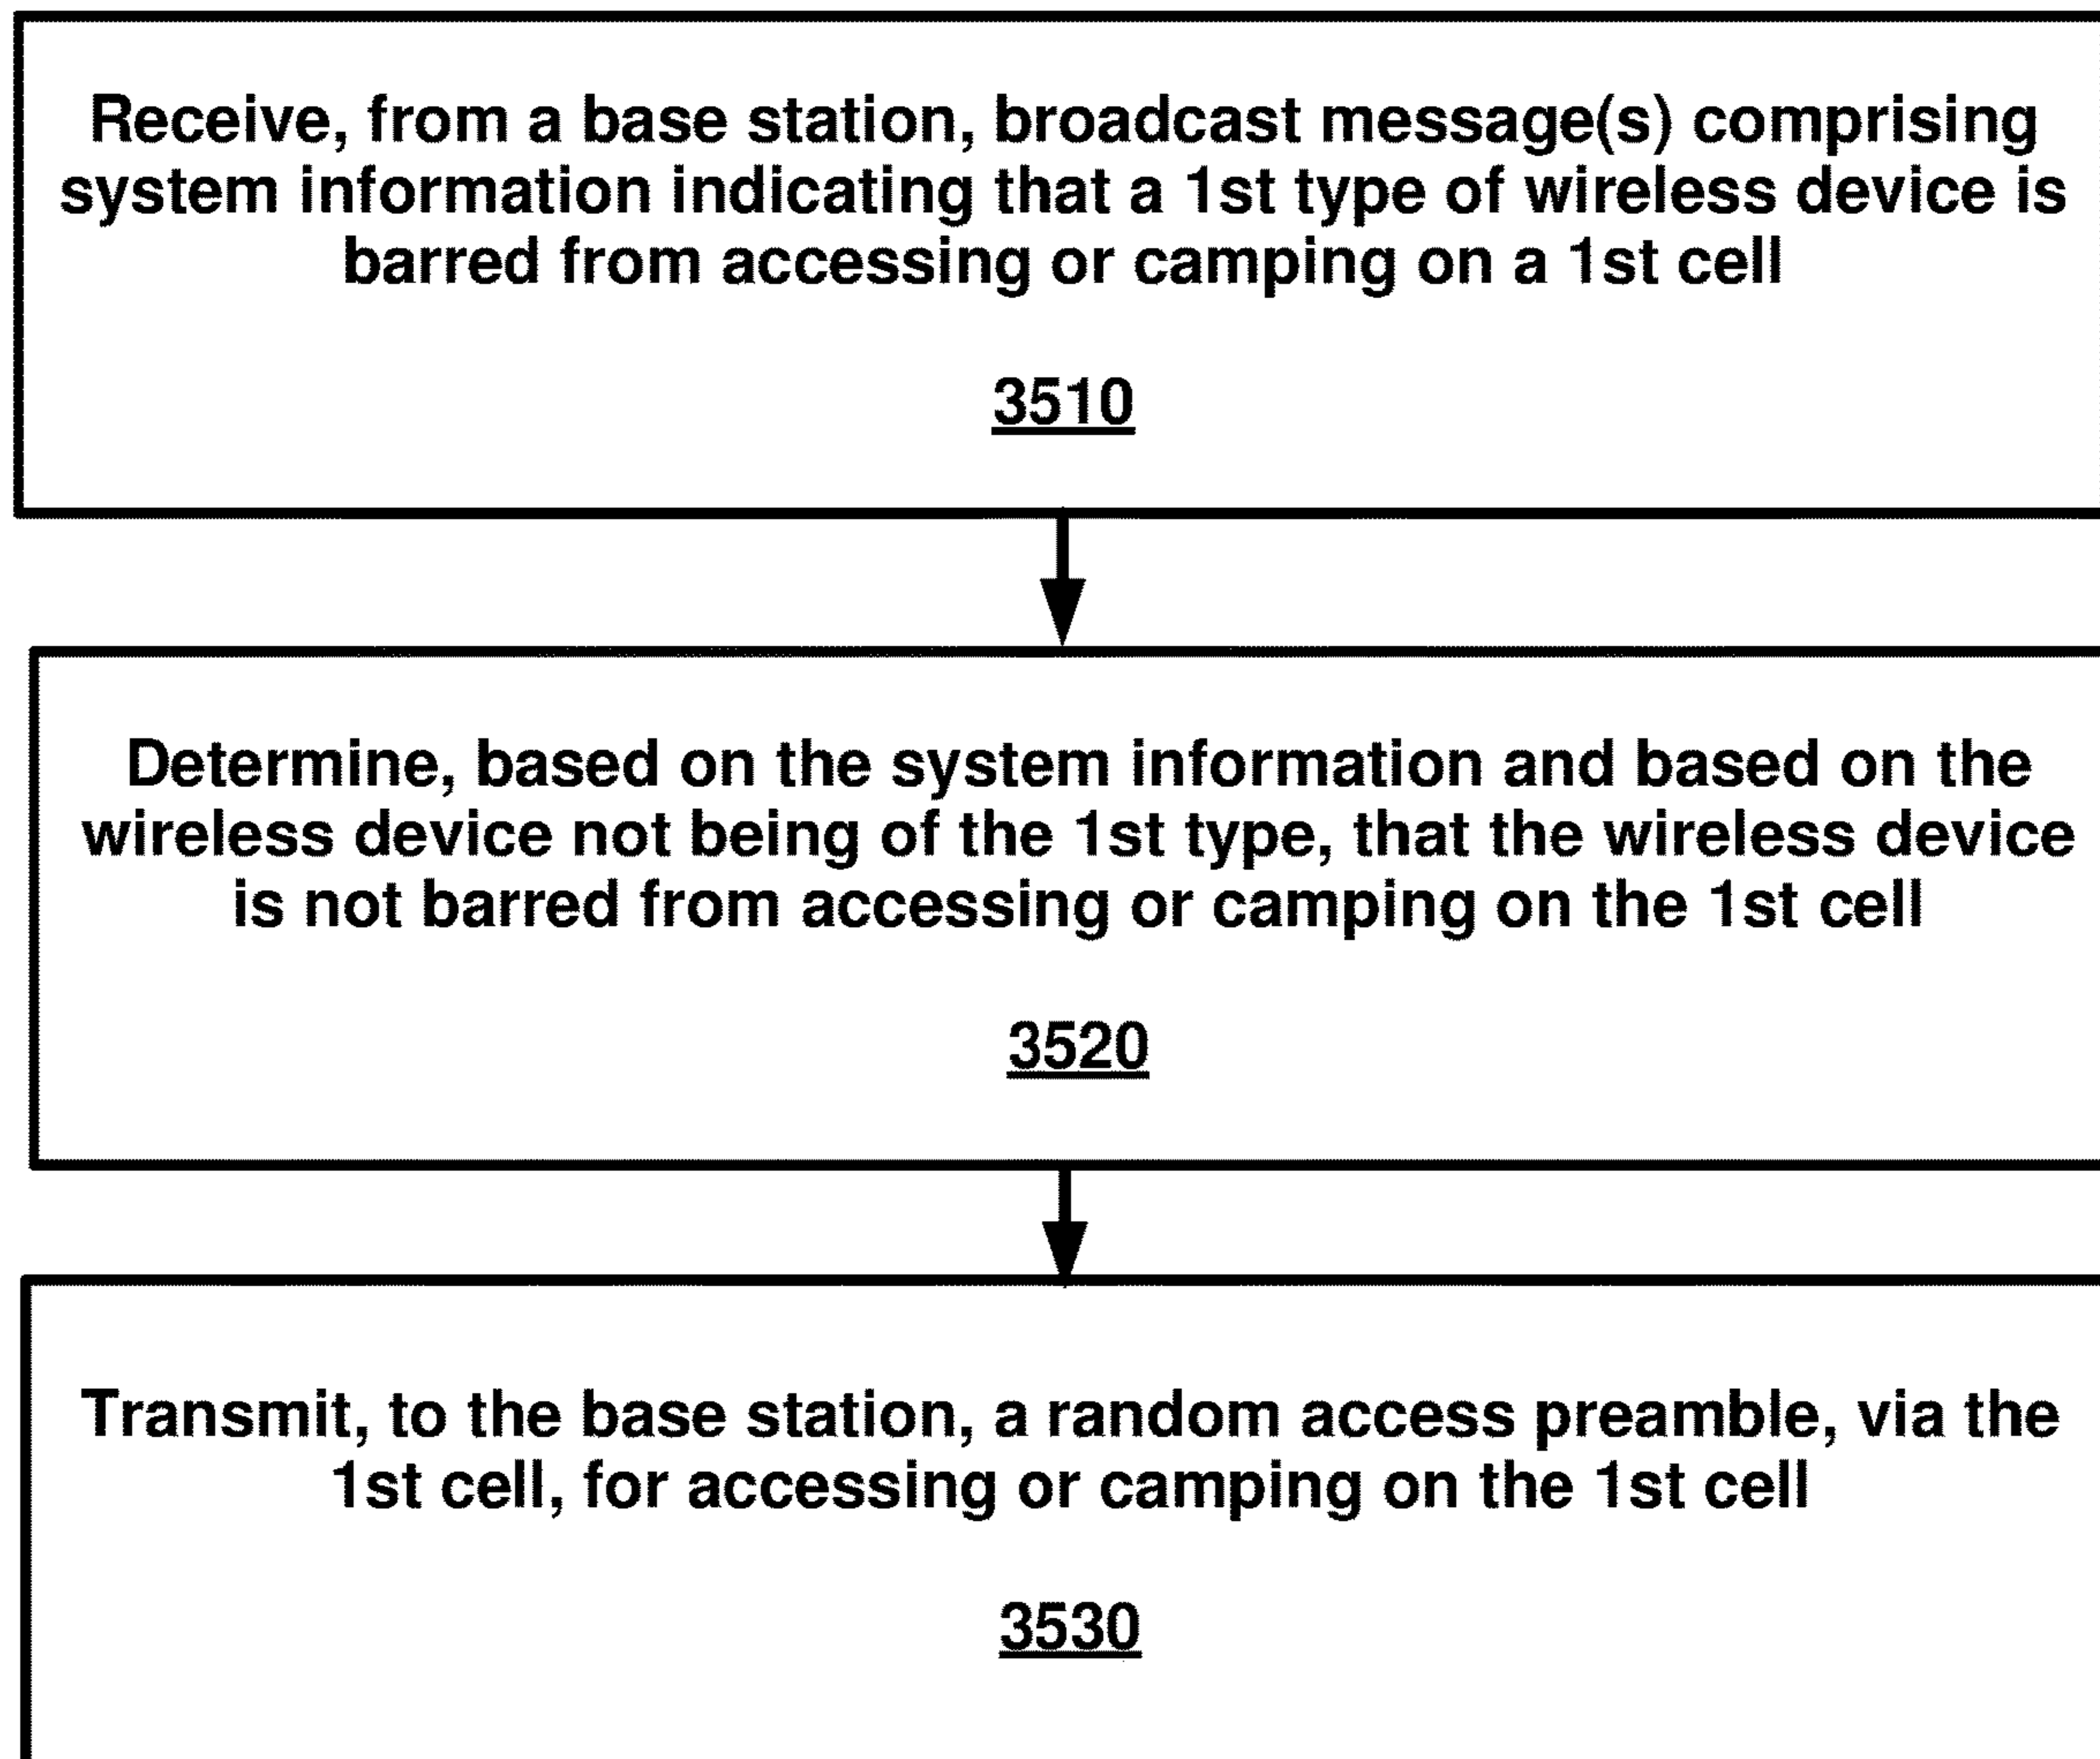 Receive, from a base station, broadcast message(s) comprising
system information indicating that a 1st type of wireless device is
barred from accessing or camping on a 1st cell
3510
Determine, based on the system information and based on the
wireless device not being of the 1st type, that the wireless device
is not barred from accessing or camping on the 1st cell
3520
Transmit, to the base station, a random access preamble, via the
1st cell, for accessing or camping on the 1st cell
3530